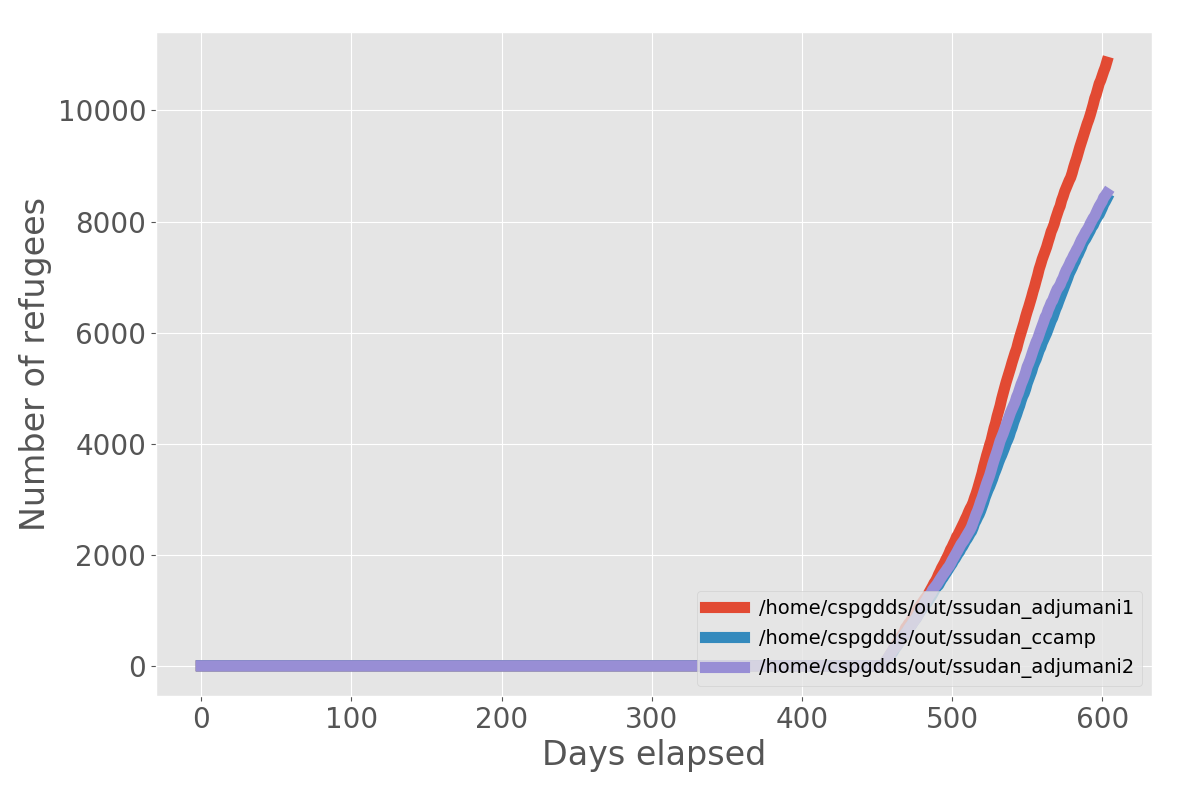 Number of refugees
10000
8000
6000
4000
2000
0
/home/cspgdds/out/ssudan_adjumani1
/home/cspgdds/out/ssudan_ccamp
/home/cspgdds/out/ssudan_adjumani2
0 100 200 300 400 500 600
Days elapsed